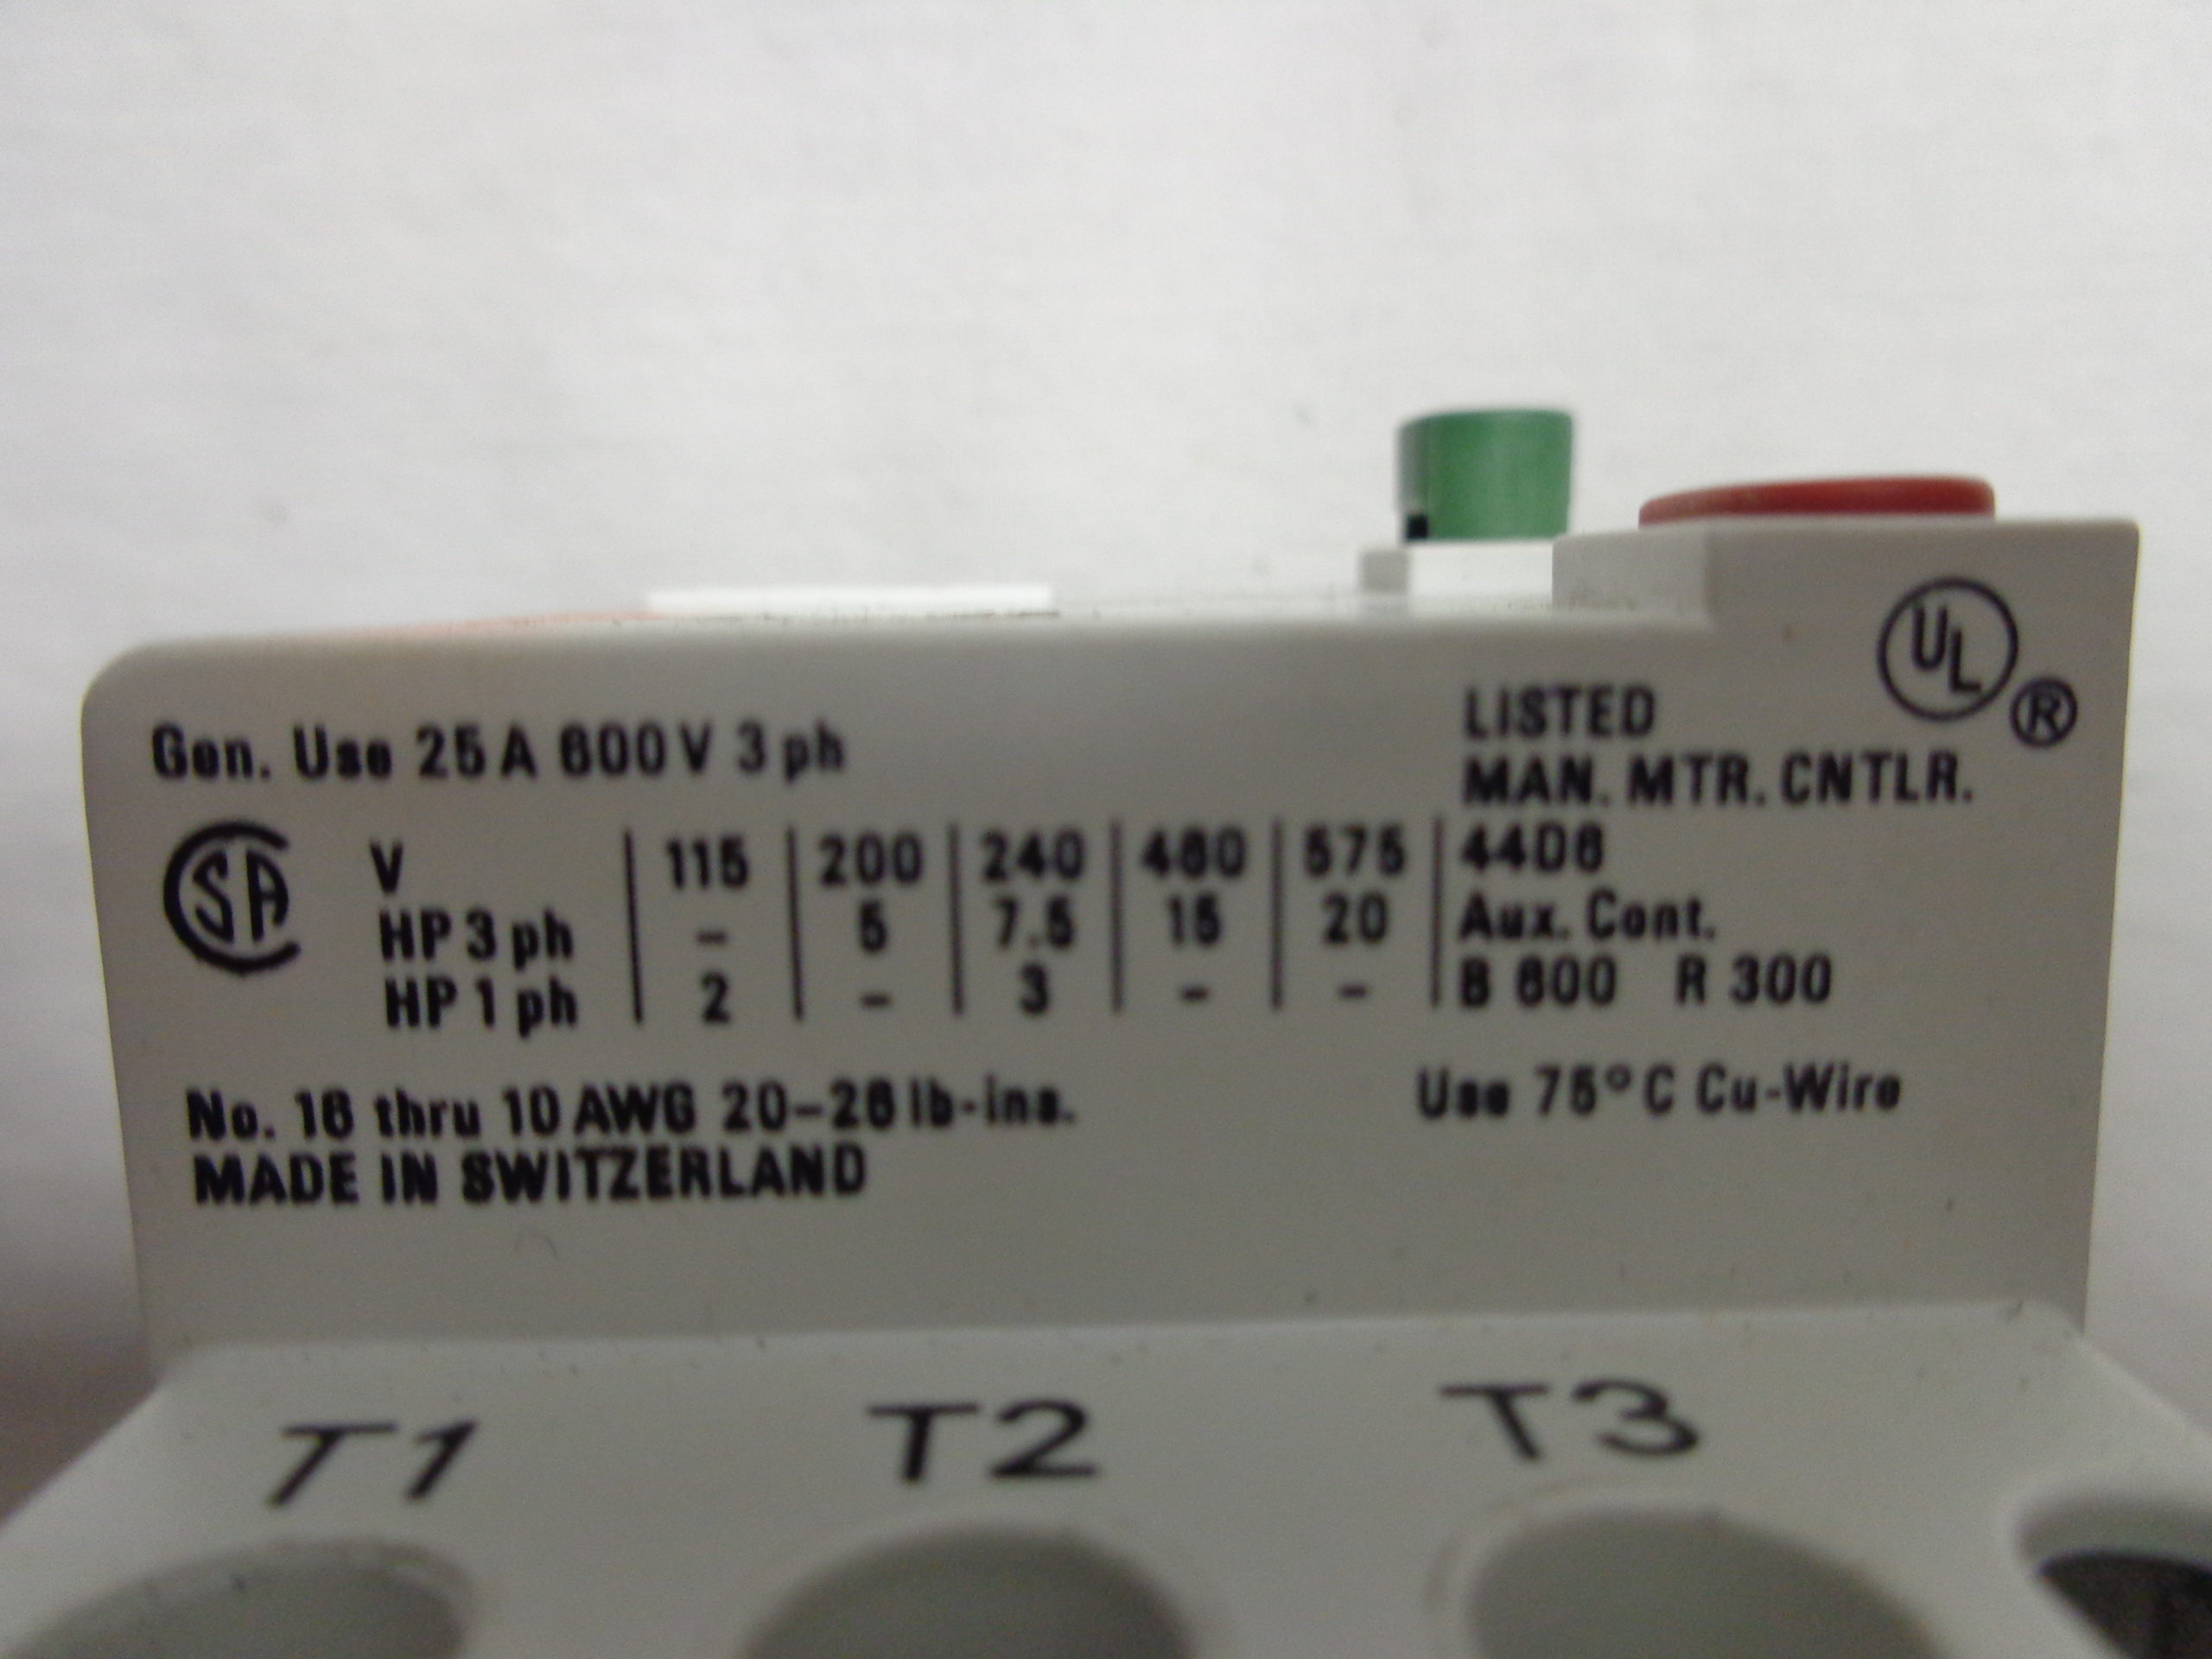 Gen. Use 25 A 600 V 3 ph
UL ®
LISTED
MAN. MTR. CNTLR.
44D6
Aux. Cont.
B 600 R 300
CSA
V | 115 | 200 | 240 | 480 | 575 |
HP 3 ph | - | 5 | 7.5 | 15 | 20 |
HP 1 ph | 2 | - | 3 | - | - |
No. 16 thru 10 AWG 20-26 lb-ins.
Use 75° C Cu-Wire
MADE IN SWITZERLAND
T1 T2 T3